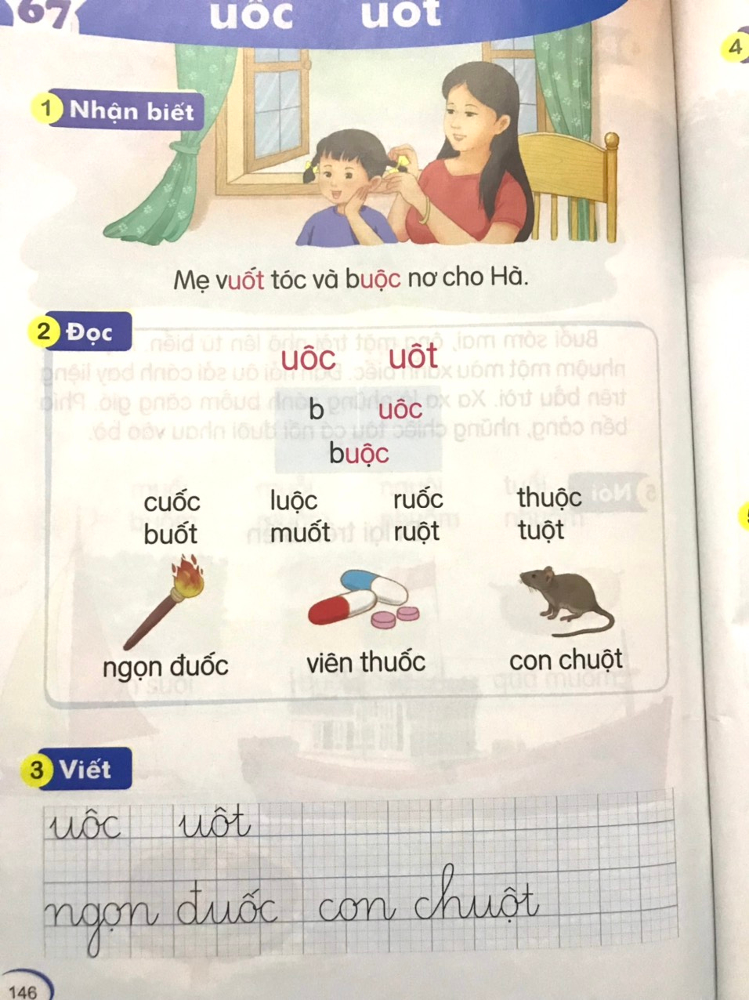 67 uôc uôt
4
1 Nhận biết
Mẹ vuốt tóc và buộc nơ cho Hà.
2 Đọc
uôc uôt
b uôc
buộc
cuốc luộc ruốc thuộc
buốt muốt ruột tuột
ngọn đuốc viên thuốc con chuột
3 Viết
uôc uôt
ngọn đuốc con chuột
146